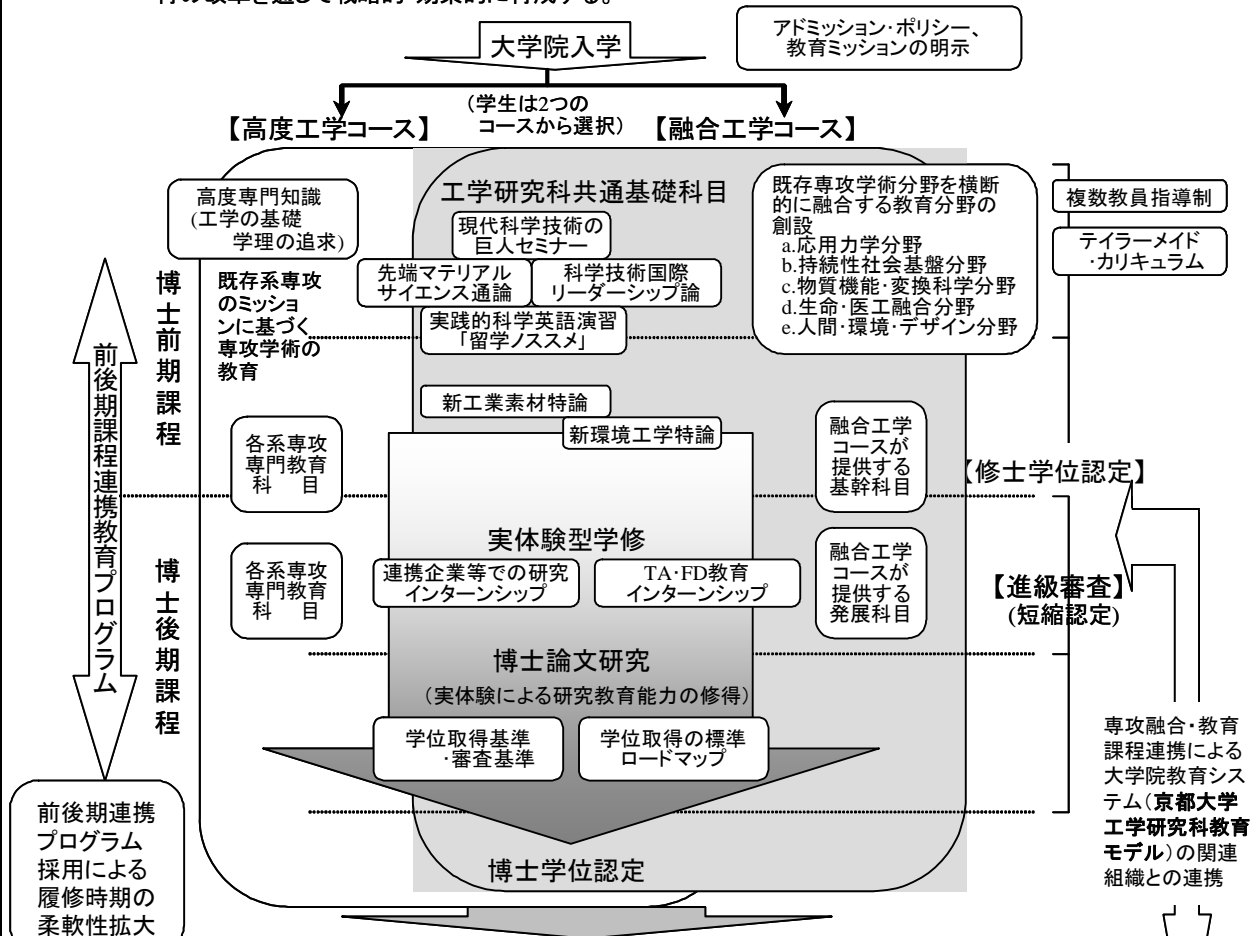 大学院入学
アドミッション･ポリシー、
教育ミッションの明示
（学生は2つの
コースから選択）
【高度工学コース】
【融合工学コース】
高度専門知識
(工学の基礎
学理の追求)
既存系専攻
のミッショ
ンに基づく
専攻学術の
教育
工学研究科共通基礎科目
現代科学技術の
巨人セミナー
先端マテリアル
サイエンス通論
科学技術国際
リーダーシップ論
実践的科学英語演習
「留学ノススメ」
新工業素材特論
新環境工学特論
既存専攻学術分野を横断
的に融合する教育分野の
創設
a.応用力学分野
b.持続性社会基盤分野
c.物質機能･変換科学分野
d.生命･医工融合分野
e.人間･環境･デザイン分野
複数教員指導制
テイラーメイド
･カリキュラム
博士前期課程
前後期課程連携教育プログラム
各系専攻
専門教育
科　目
融合工学
コースが
提供する
基幹科目
【修士学位認定】
博士後期課程
実体験型学修
各系専攻
専門教育
科　目
連携企業等での研究
インターンシップ
TA･FD教育
インターンシップ
融合工学
コースが
提供する
発展科目
【進級審査】
(短縮認定)
博士論文研究
（実体験による研究教育能力の修得）
学位取得基準
･審査基準
学位取得の標準
ロードマップ
博士学位認定
前後期連携
プログラム
採用による
履修時期の
柔軟性拡大
専攻融合･教育
課程連携による
大学院教育シス
テム（京都大学
工学研究科教育
モデル）の関連
組織との連携